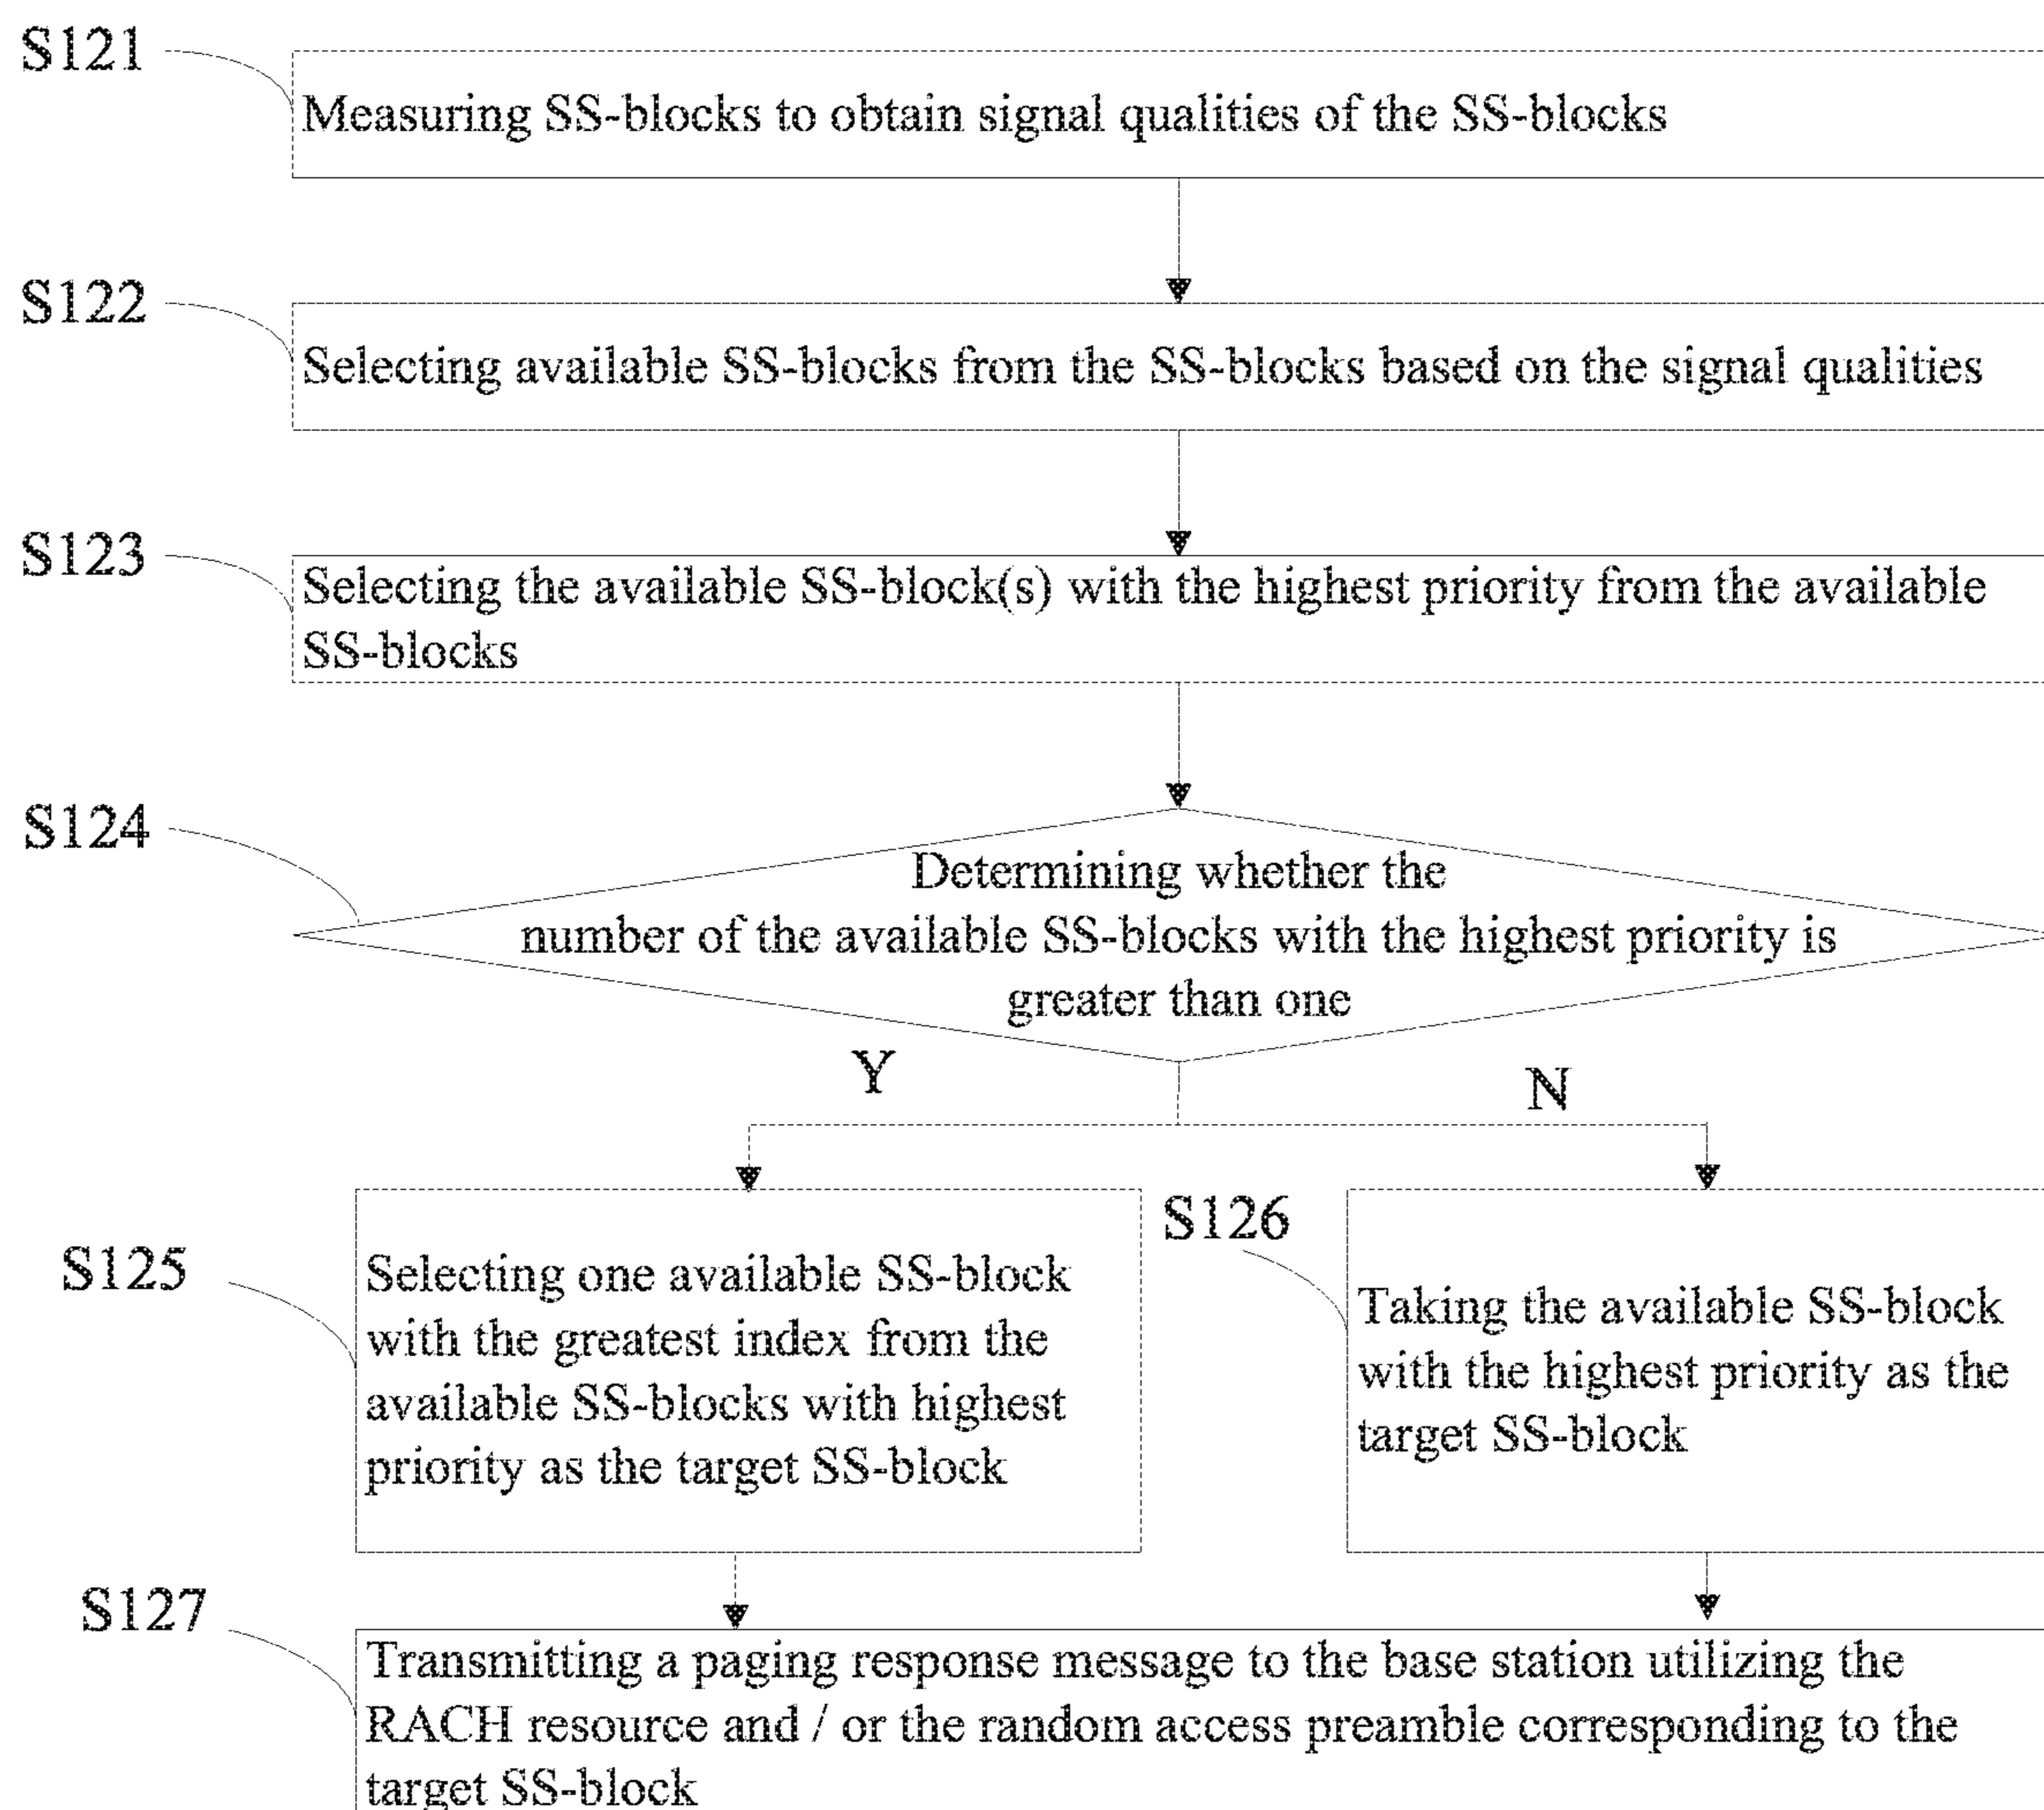 S121
Measuring SS-blocks to obtain signal qualities of the SS-blocks
S122
Selecting available SS-blocks from the SS-blocks based on the signal qualities
S123
Selecting the available SS-block(s) with the highest priority from the available
SS-blocks
S124
Determining whether the
number of the available SS-blocks with the highest priority is
greater than one
Y
N
S125
Selecting one available SS-block
with the greatest index from the
available SS-blocks with highest
priority as the target SS-block
S126
Taking the available SS-block
with the highest priority as the
target SS-block
S127
Transmitting a paging response message to the base station utilizing the
RACH resource and / or the random access preamble corresponding to the
target SS-block